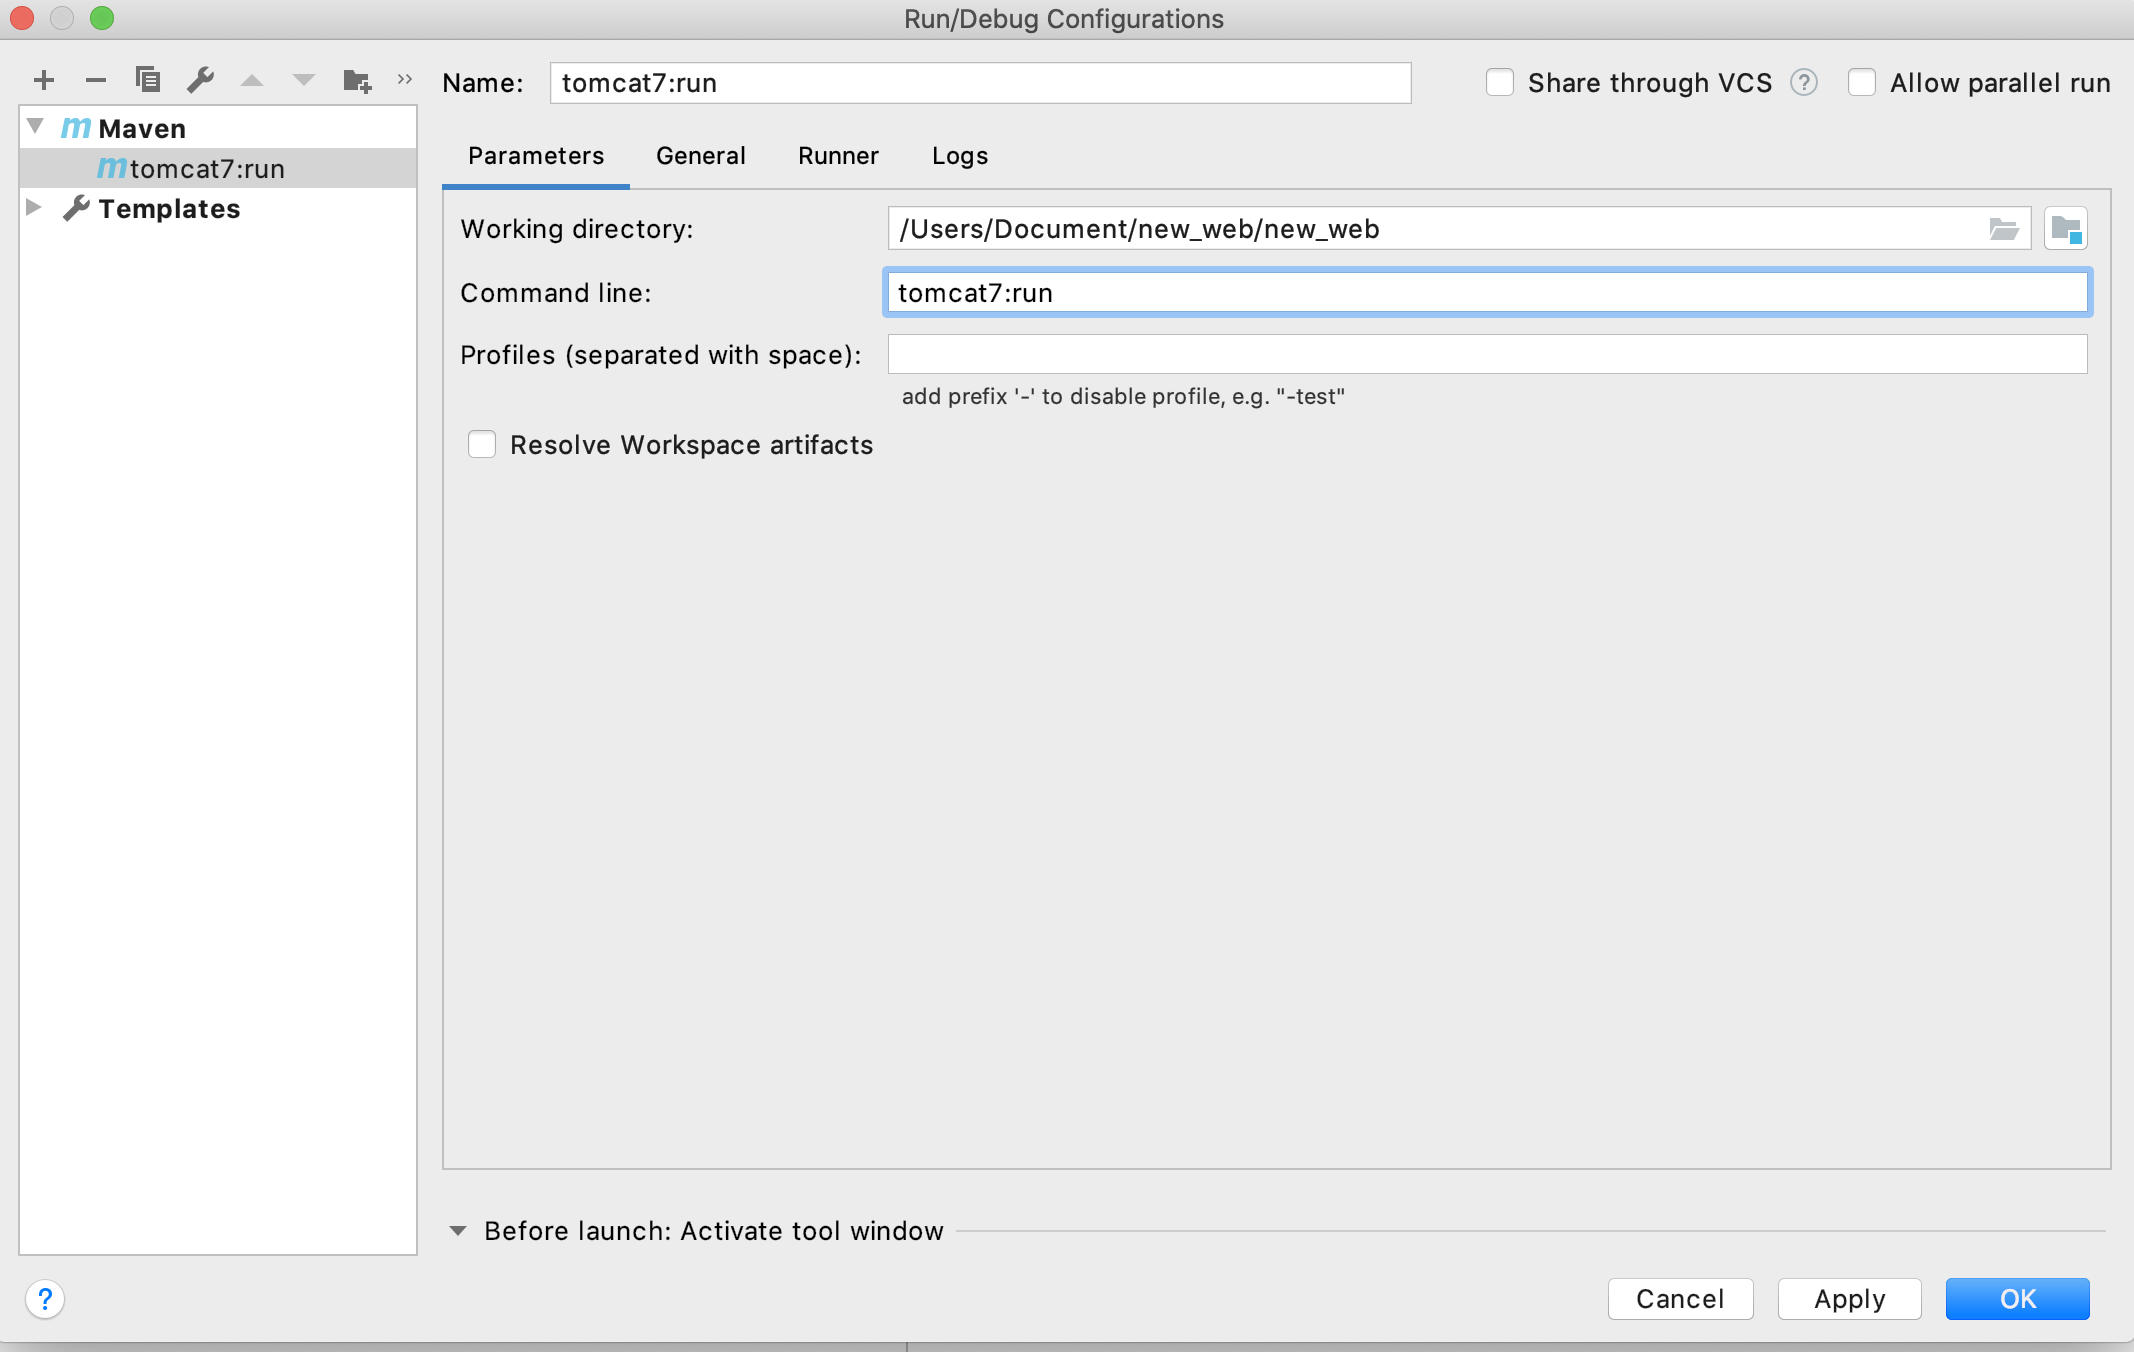 Run/Debug Configurations
Name: tomcat7:run Share through VCS ? Allow parallel run
m Maven
m tomcat7:run
Templates
Parameters General Runner Logs
Working directory: /Users/Document/new_web/new_web
Command line: tomcat7:run
Profiles (separated with space):
add prefix '-' to disable profile, e.g. "-test"
Resolve Workspace artifacts
Before launch: Activate tool window
? Cancel Apply OK